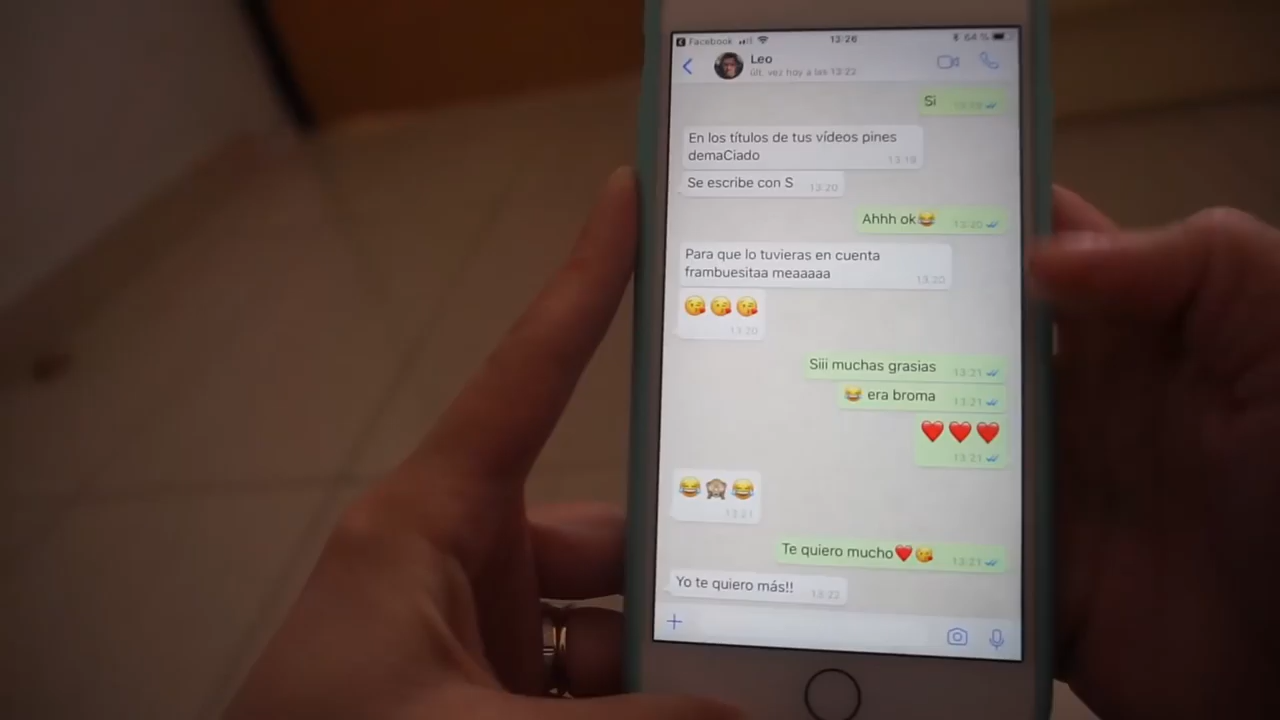 Facebook 13:26 64 %
Leo
últ. vez hoy a las 13:22
Si
En los títulos de tus vídeos pines
demaCiado 13:19
Se escribe con S 13:20
Ahhh ok😂 13:20
Para que lo tuvieras en cuenta
frambuesitaa meaaaaa 13:20
😘😘😘
13:20
Siii muchas grasias 13:21
😂 era broma 13:21
❤️❤️❤️
13:21
😂🙈😂
13:21
Te quiero mucho❤️😘 13:21
Yo te quiero más!! 13:22